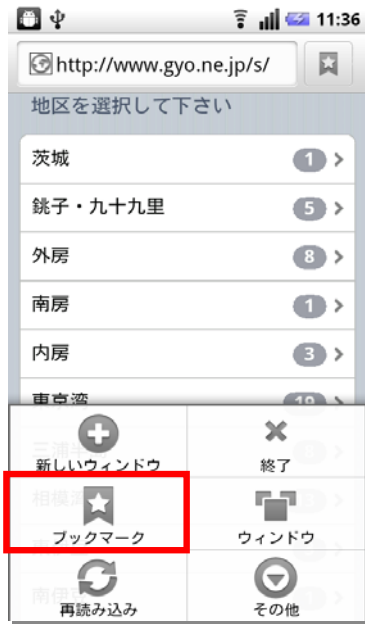 11:36
http://www.gyo.ne.jp/s/
地区を選択して下さい
茨城 1
銚子・九十九里 5
外房 8
南房 1
内房 3
東京湾 19
新しいウィンドウ 終了
ブックマーク ウィンドウ
再読み込み その他